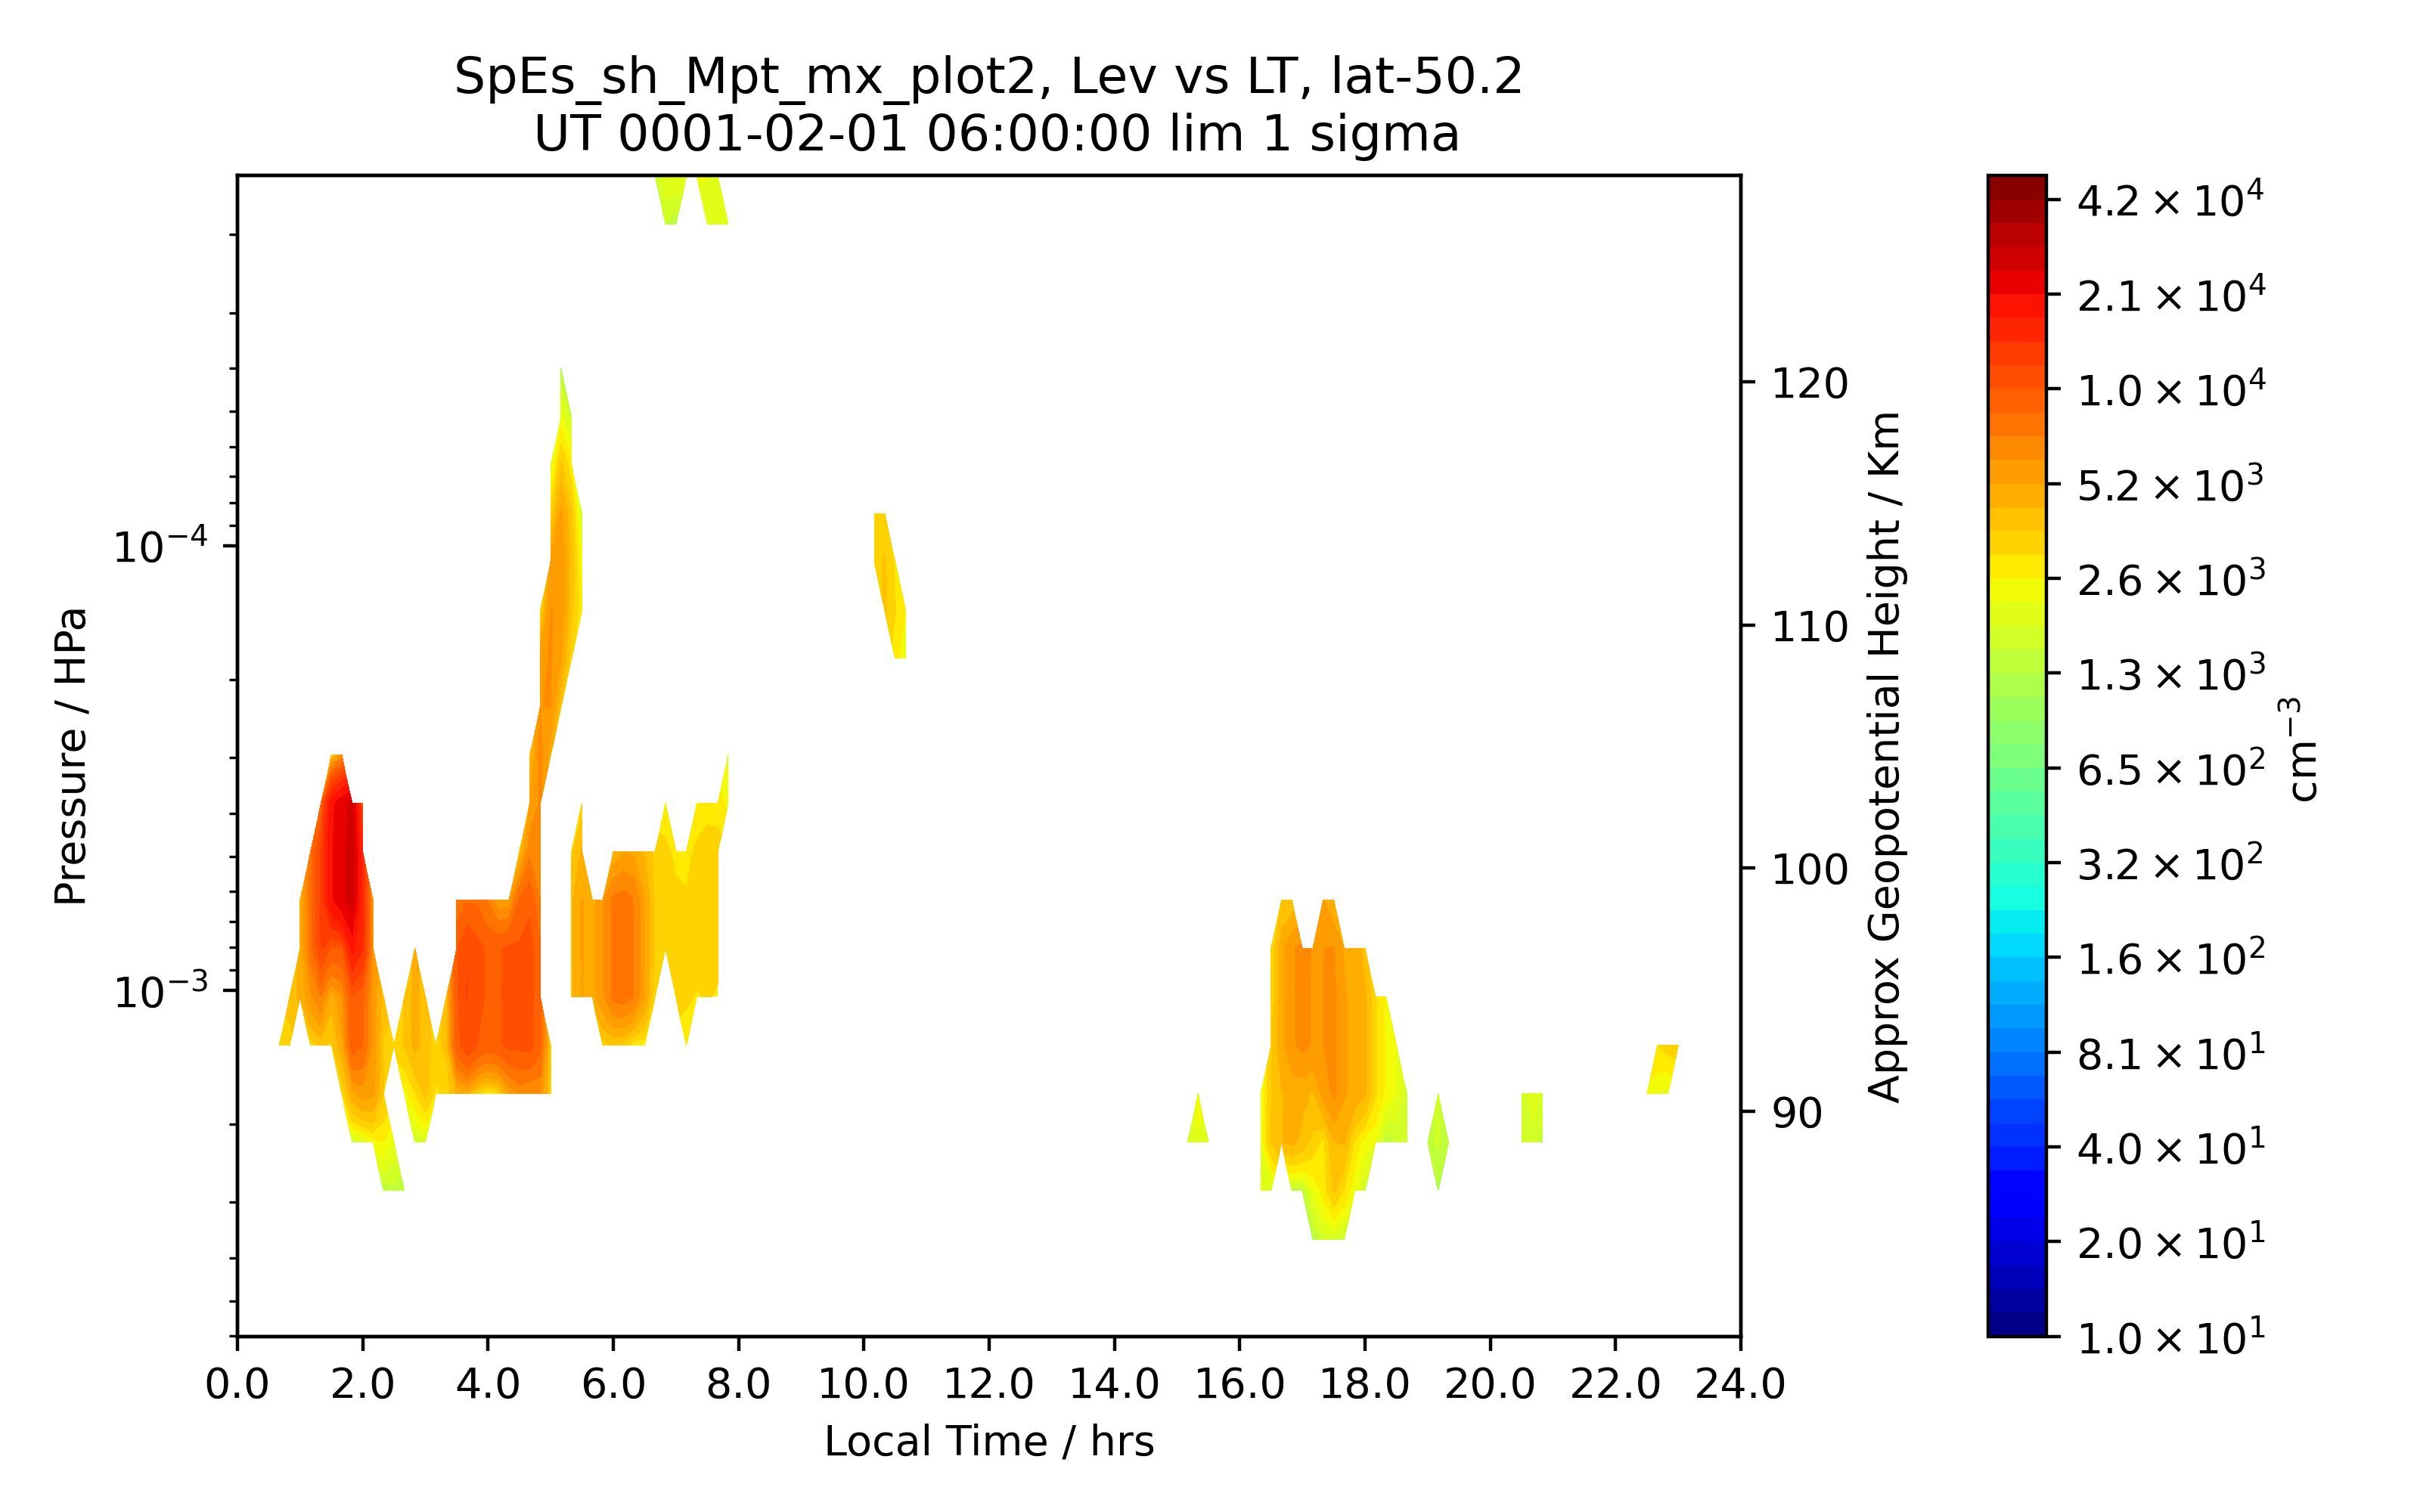 SpEs_sh_Mpt_mx_plot2, Lev vs LT, lat-50.2
UT 0001-02-01 06:00:00 lim 1 sigma
Pressure / HPa
10⁻⁴
10⁻³
0.0 2.0 4.0 6.0 8.0 10.0 12.0 14.0 16.0 18.0 20.0 22.0 24.0
Local Time / hrs
120
110
100
90
Approx Geopotential Height / Km
4.2 × 10⁴
2.1 × 10⁴
1.0 × 10⁴
5.2 × 10³
2.6 × 10³
1.3 × 10³
6.5 × 10²
3.2 × 10²
1.6 × 10²
8.1 × 10¹
4.0 × 10¹
2.0 × 10¹
1.0 × 10¹
cm⁻³